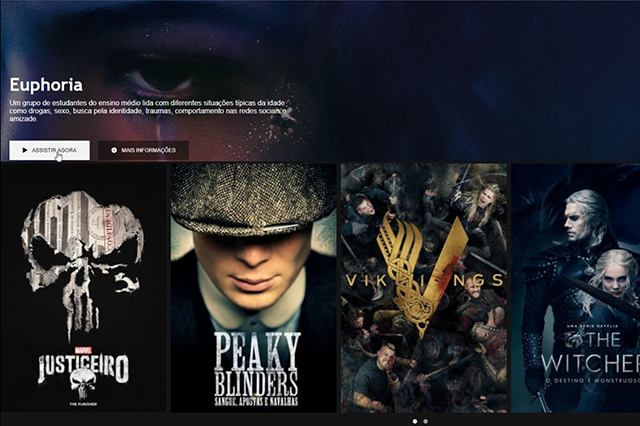 Euphoria
Um grupo de estudantes do ensino médio lida com diferentes situações típicas da idade
como drogas, sexo, busca pela identidade, traumas, comportamento nas redes sociais e
amizade.
ASSISTIR AGORA
MAIS INFORMAÇÕES
MARVEL
JUSTICEIRO
THE PUNISHER
PEAKY
BLINDERS
SANGUE, APOSTAS E NAVALHAS
VIKINGS
UMA SÉRIE NETFLIX
THE
WITCHER
O DESTINO É MONSTRUOSO